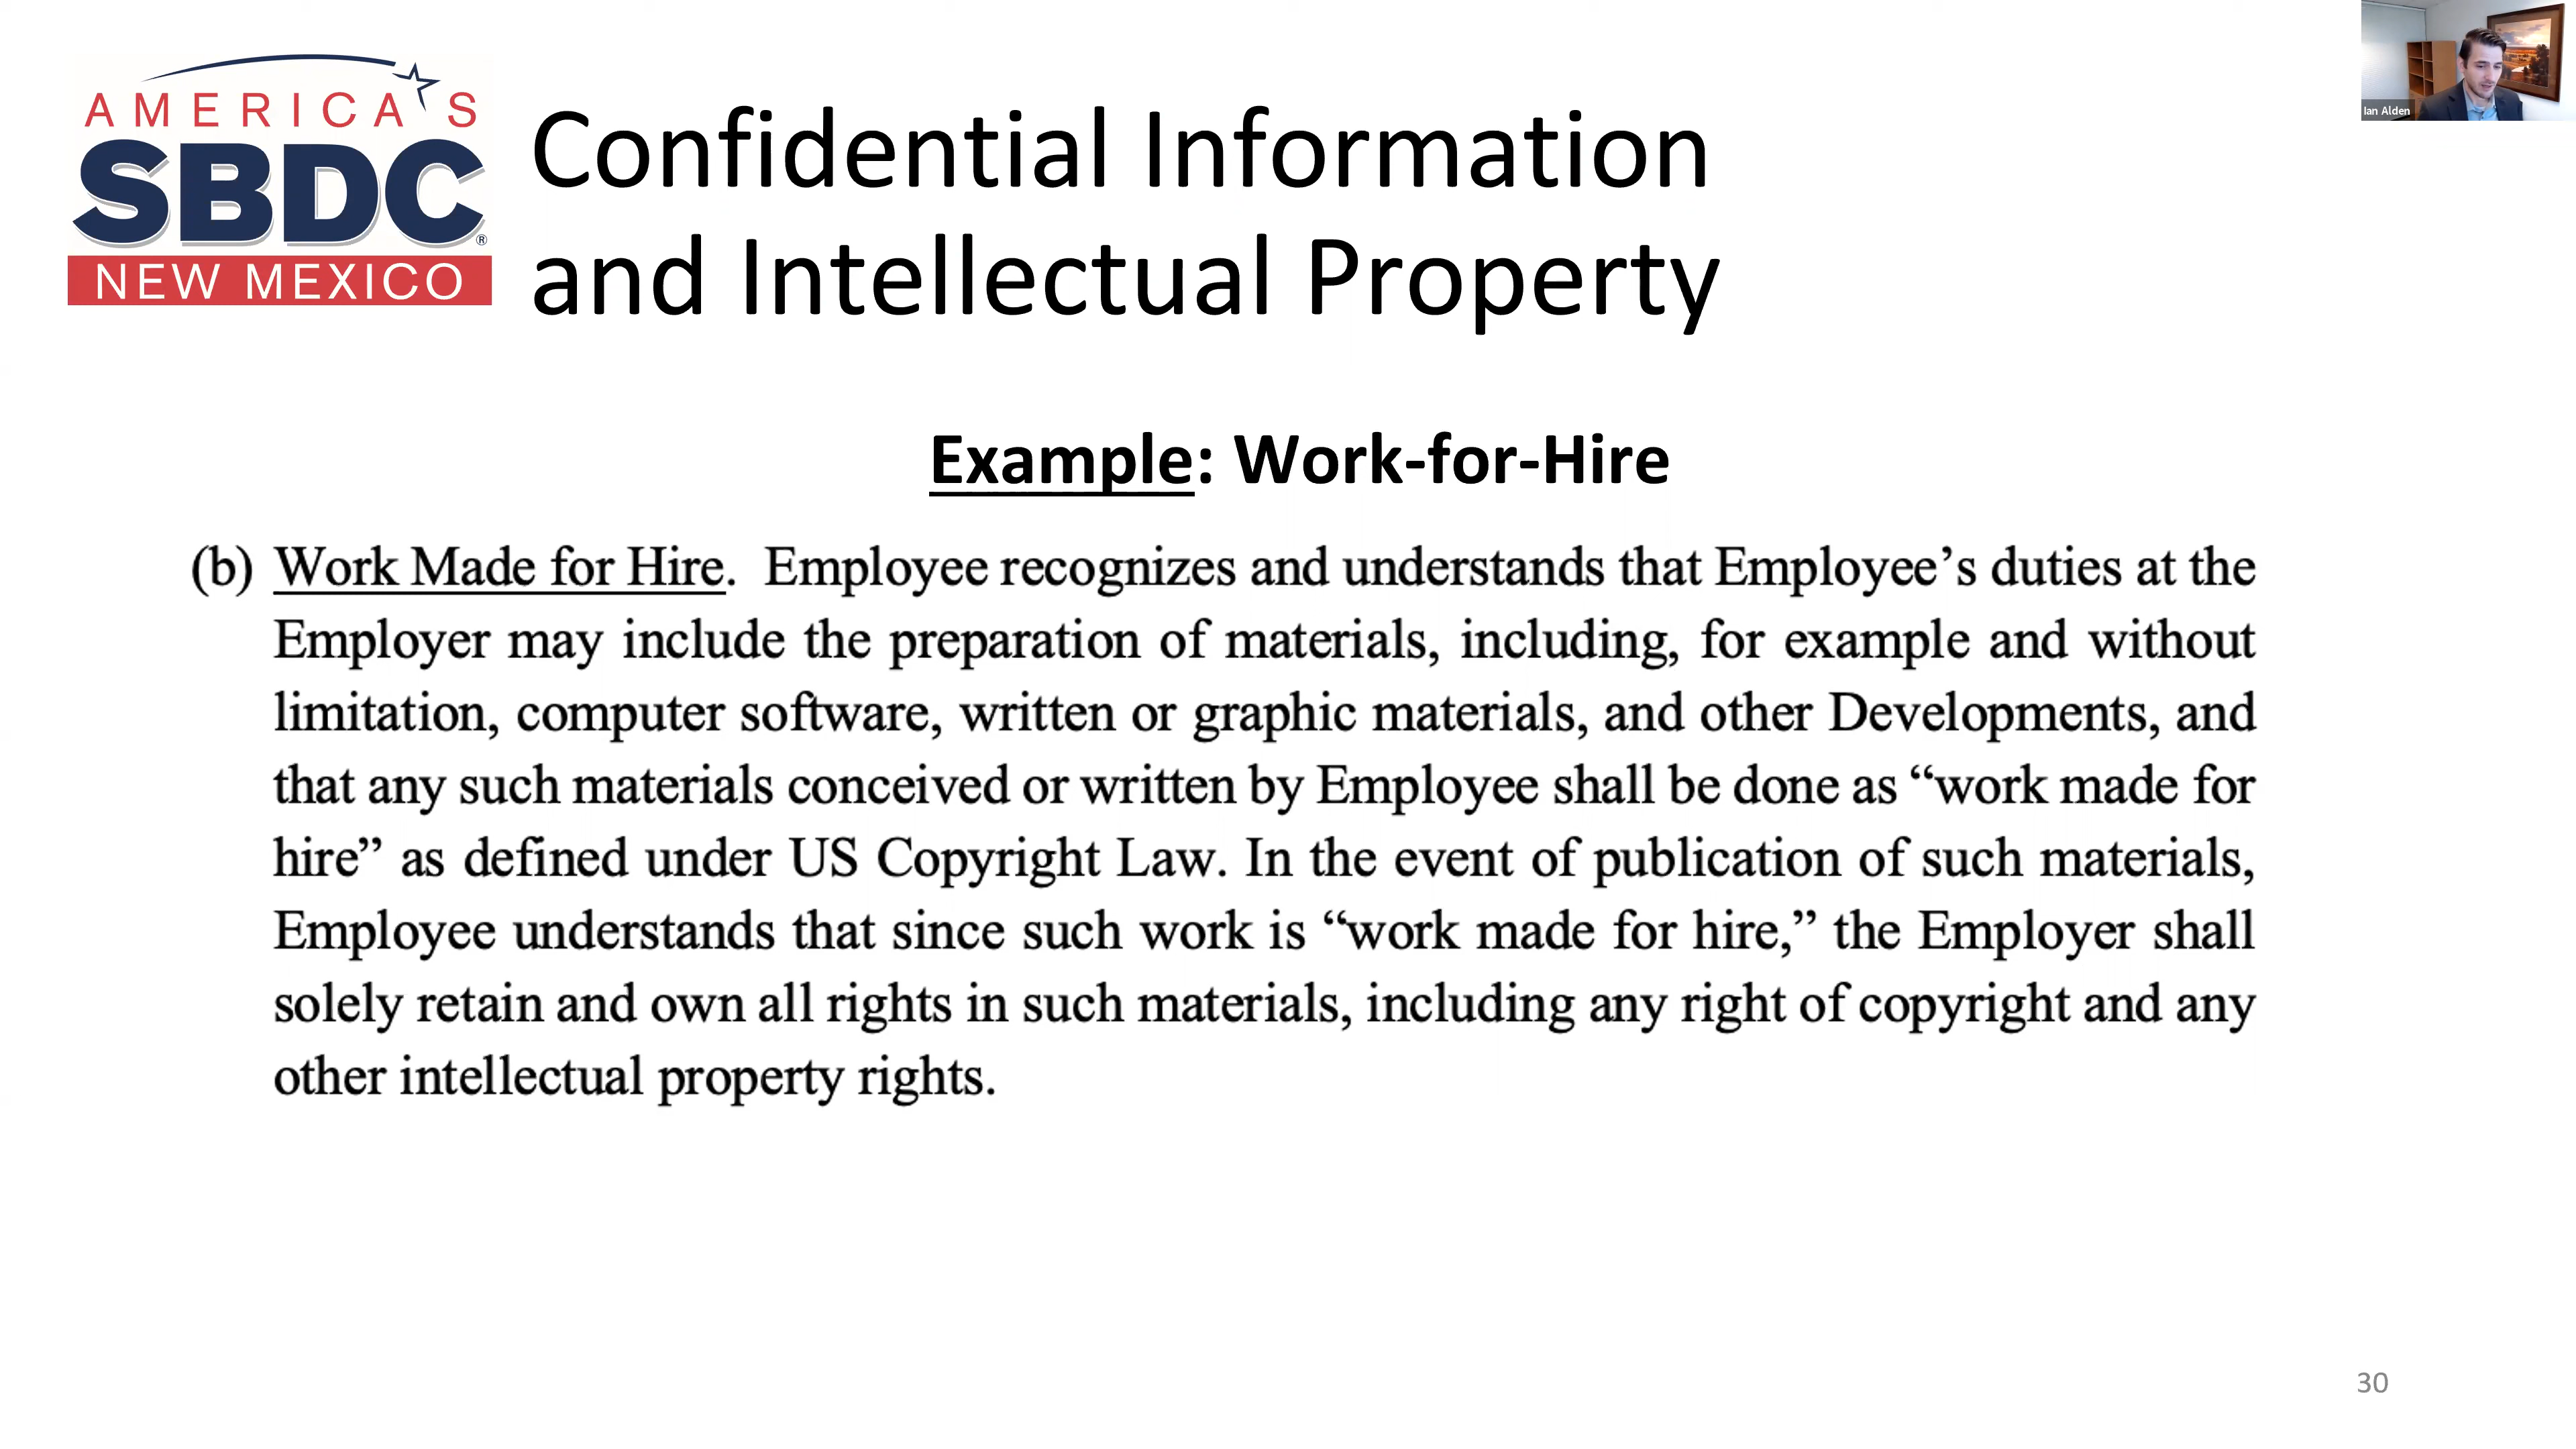 AMERICA'S
SBDC®
NEW MEXICO
Confidential Information
and Intellectual Property
Ian Alden
Example: Work-for-Hire
(b) Work Made for Hire. Employee recognizes and understands that Employee’s duties at the
Employer may include the preparation of materials, including, for example and without
limitation, computer software, written or graphic materials, and other Developments, and
that any such materials conceived or written by Employee shall be done as “work made for
hire” as defined under US Copyright Law. In the event of publication of such materials,
Employee understands that since such work is “work made for hire,” the Employer shall
solely retain and own all rights in such materials, including any right of copyright and any
other intellectual property rights.
30